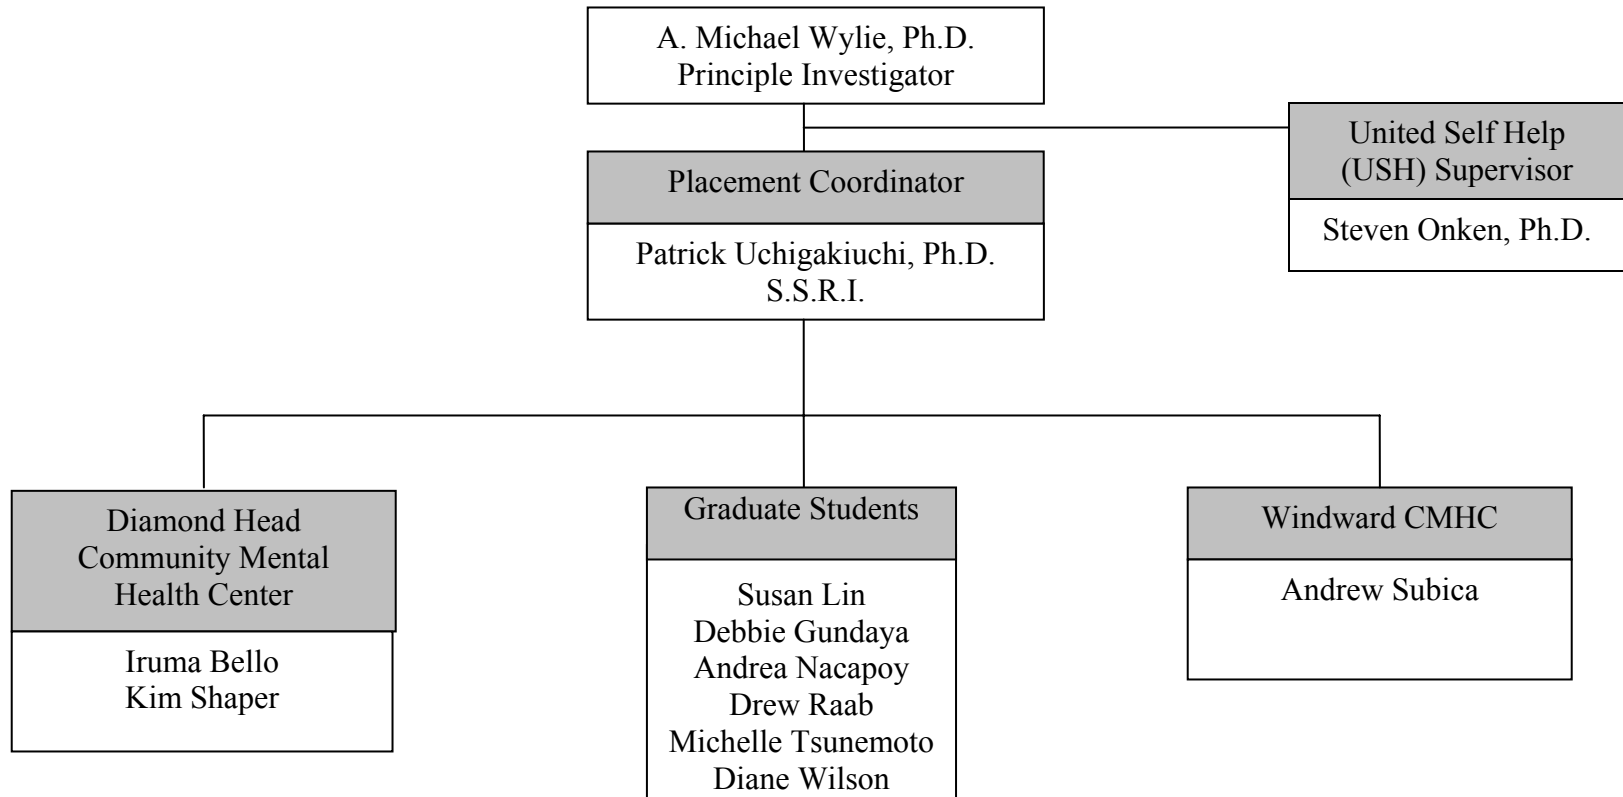 A. Michael Wylie, Ph.D.
Principle Investigator
United Self Help
(USH) Supervisor
Steven Onken, Ph.D.
Placement Coordinator
Patrick Uchigakiuchi, Ph.D.
S.S.R.I.
Diamond Head
Community Mental
Health Center
Iruma Bello
Kim Shaper
Graduate Students
Susan Lin
Debbie Gundaya
Andrea Nacapoy
Drew Raab
Michelle Tsunemoto
Diane Wilson
Windward CMHC
Andrew Subica